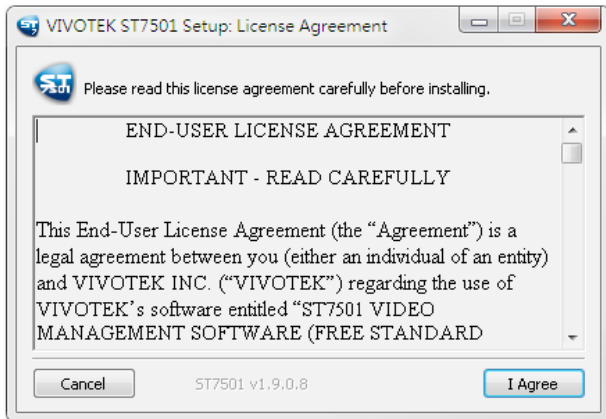 VIVOTEK ST7501 Setup: License Agreement
ST
7501
Please read this license agreement carefully before installing.
END-USER LICENSE AGREEMENT
IMPORTANT - READ CAREFULLY
This End-User License Agreement (the “Agreement”) is a
legal agreement between you (either an individual of an entity)
and VIVOTEK INC. (“VIVOTEK”) regarding the use of
VIVOTEK’s software entitled “ST7501 VIDEO
MANAGEMENT SOFTWARE (FREE STANDARD
Cancel
ST7501 v1.9.0.8
I Agree